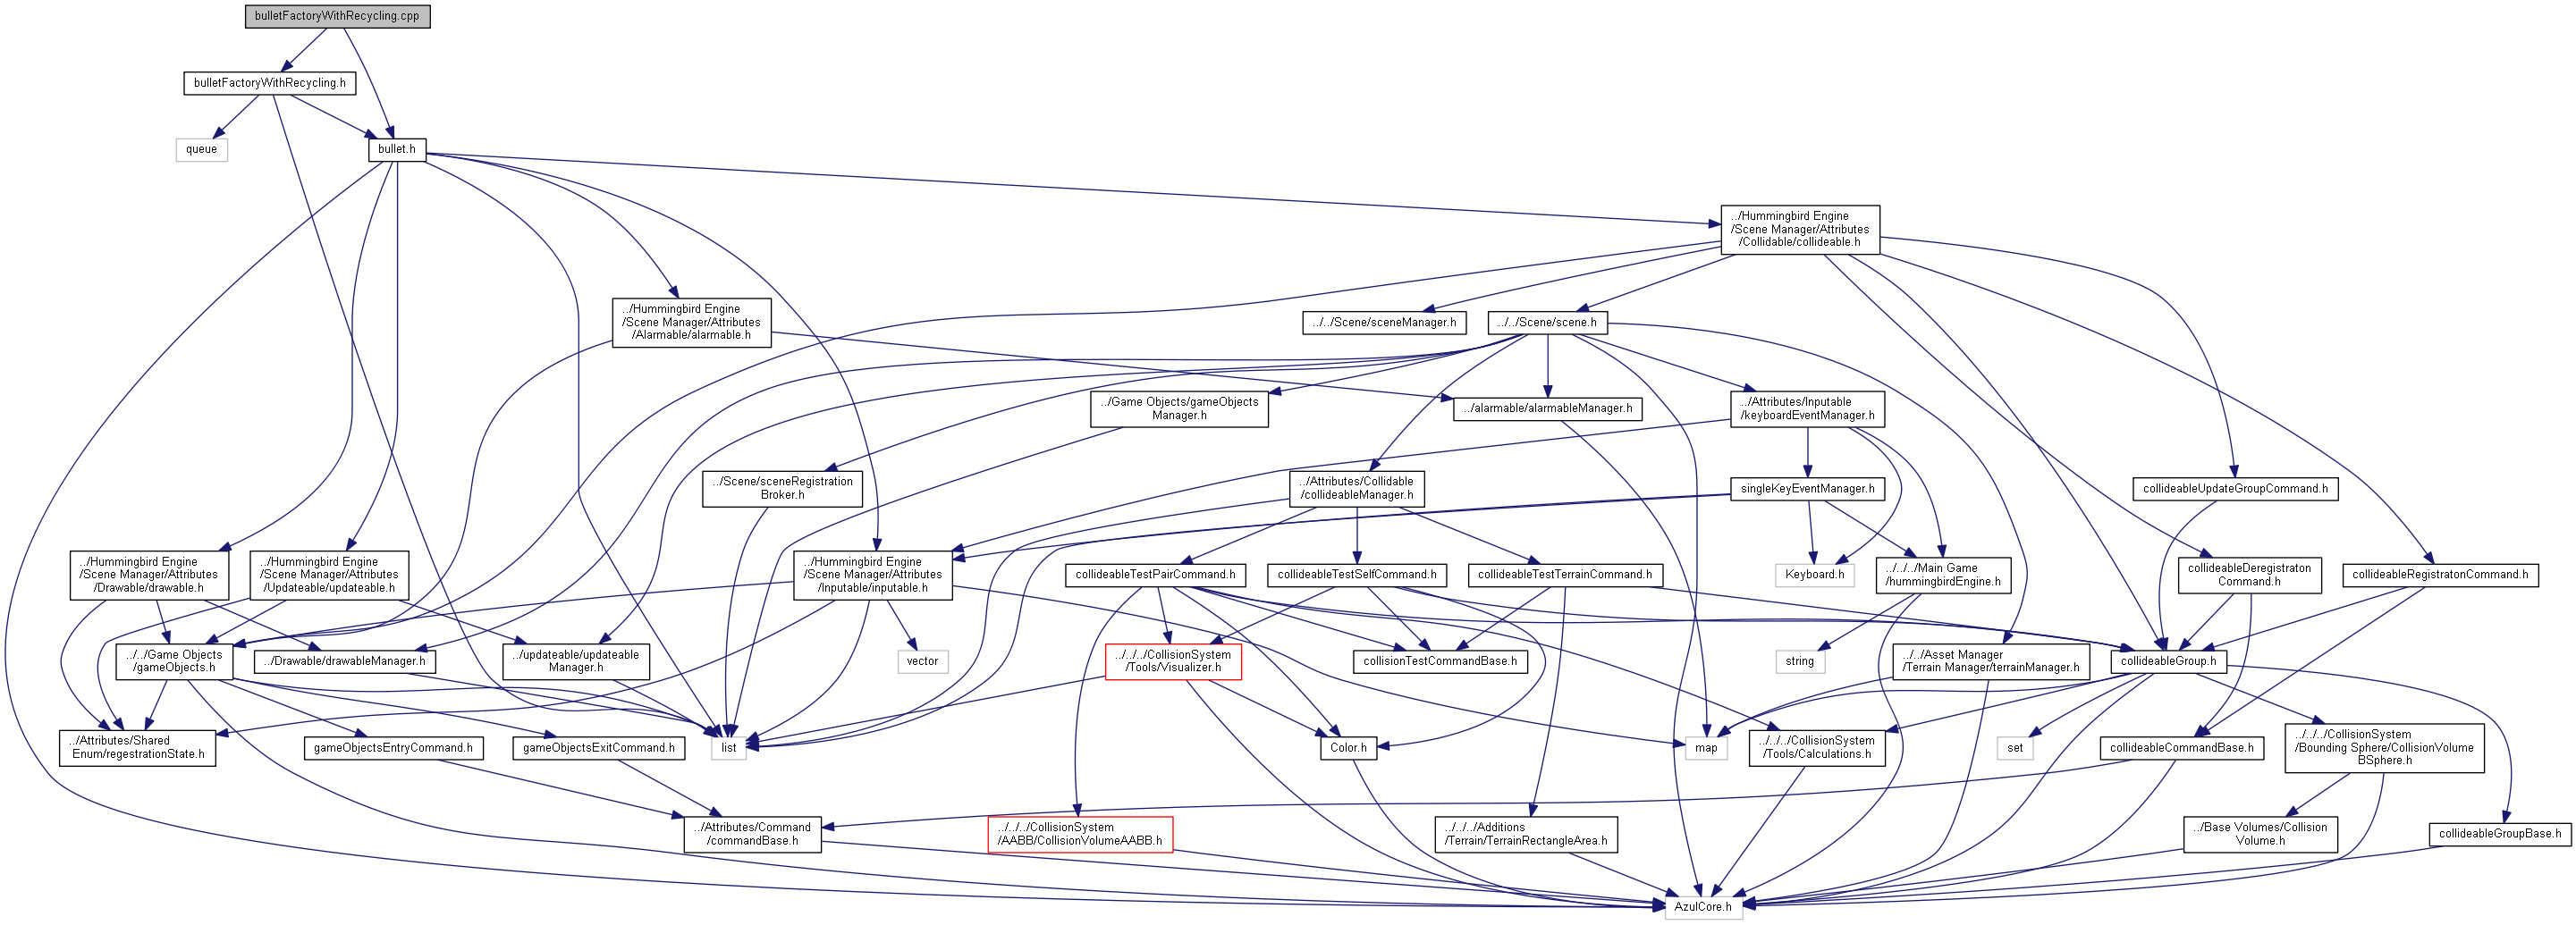 bulletFactoryWithRecycling.cpp
bulletFactoryWithRecycling.h
queue
bullet.h
../Hummingbird Engine
/Scene Manager/Attributes
/Collidable/collideable.h
../Hummingbird Engine
/Scene Manager/Attributes
/Alarmable/alarmable.h
../../Scene/sceneManager.h
../../Scene/scene.h
../Game Objects/gameObjects
Manager.h
../alarmable/alarmableManager.h
../Attributes/Inputable
/keyboardEventManager.h
../Scene/sceneRegistration
Broker.h
../Attributes/Collidable
/collideableManager.h
singleKeyEventManager.h
collideableUpdateGroupCommand.h
../Hummingbird Engine
/Scene Manager/Attributes
/Drawable/drawable.h
../Hummingbird Engine
/Scene Manager/Attributes
/Updateable/updateable.h
../Hummingbird Engine
/Scene Manager/Attributes
/Inputable/inputable.h
collideableTestPairCommand.h
collideableTestSelfCommand.h
collideableTestTerrainCommand.h
Keyboard.h
../../../Main Game
/hummingbirdEngine.h
collideableDeregistraton
Command.h
collideableRegistratonCommand.h
../../Game Objects
/gameObjects.h
../Drawable/drawableManager.h
../updateable/updateable
Manager.h
vector
../../../CollisionSystem
/Tools/Visualizer.h
collisionTestCommandBase.h
string
../../Asset Manager
/Terrain Manager/terrainManager.h
collideableGroup.h
../Attributes/Shared
Enum/regestrationState.h
gameObjectsEntryCommand.h
gameObjectsExitCommand.h
list
Color.h
map
../../../CollisionSystem
/Tools/Calculations.h
set
collideableCommandBase.h
../../../CollisionSystem
/Bounding Sphere/CollisionVolume
BSphere.h
../Attributes/Command
/commandBase.h
../../../CollisionSystem
/AABB/CollisionVolumeAABB.h
../../../Additions
/Terrain/TerrainRectangleArea.h
../Base Volumes/Collision
Volume.h
collideableGroupBase.h
AzulCore.h